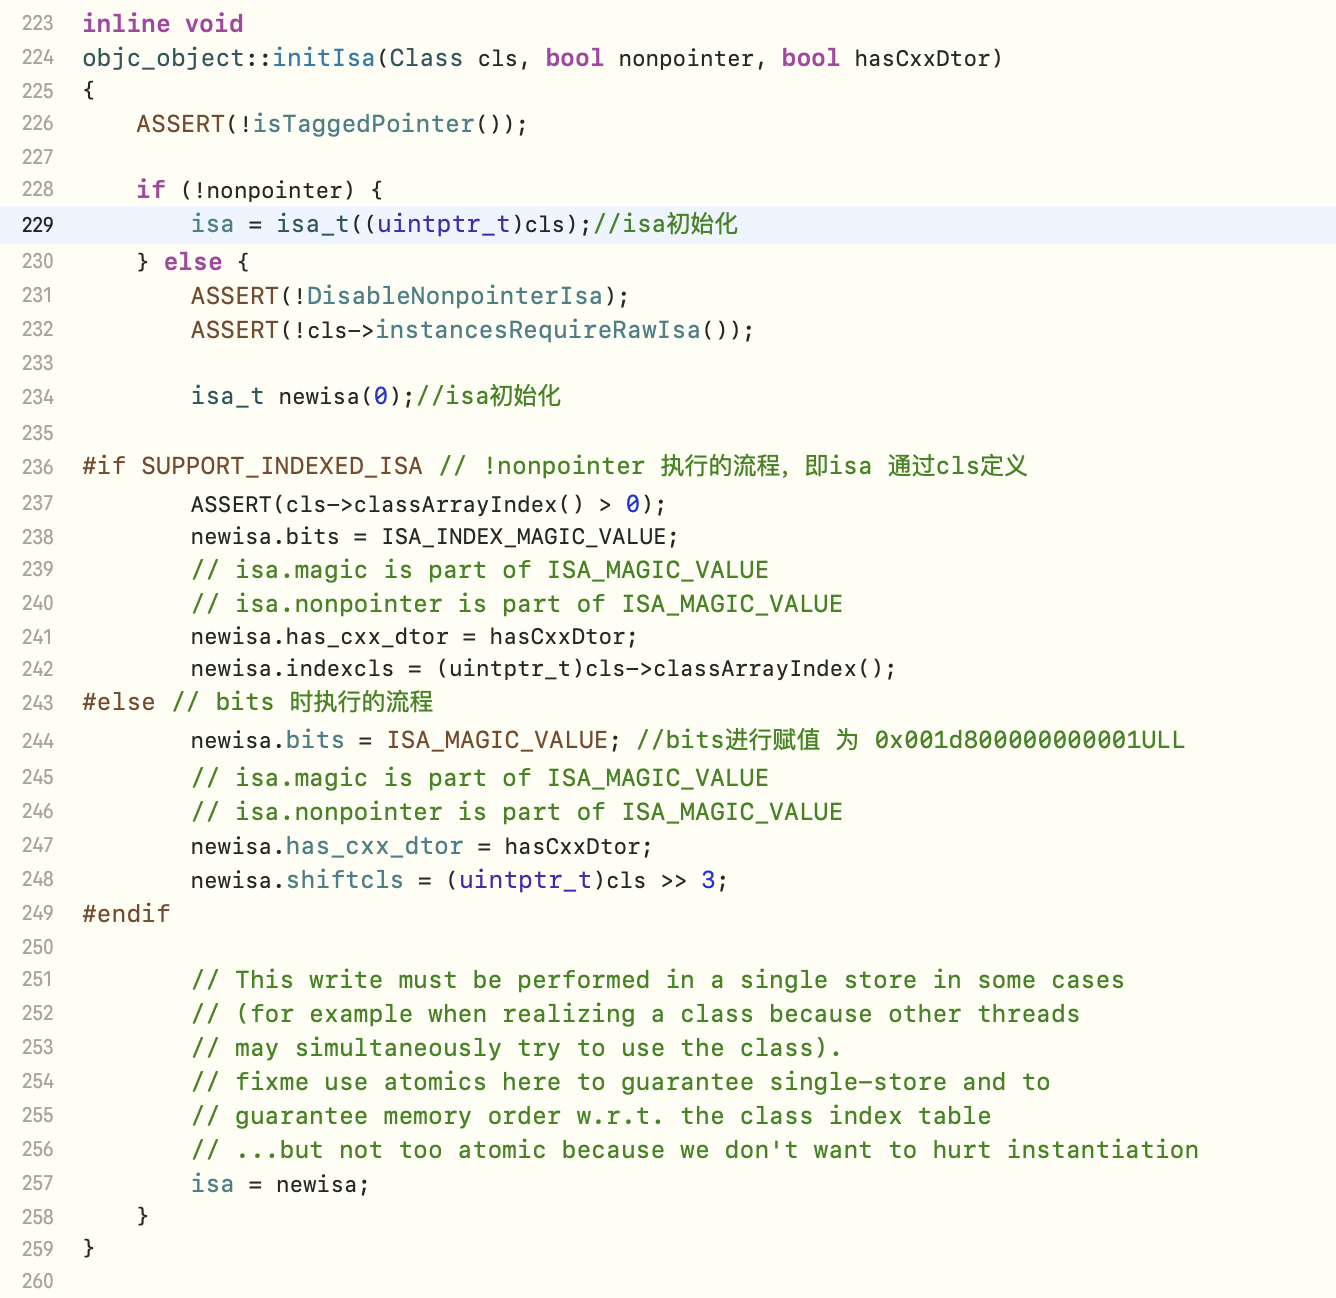 223 inline void
224 objc_object::initIsa(Class cls, bool nonpointer, bool hasCxxDtor)
225 {
226     ASSERT(!isTaggedPointer());
227
228     if (!nonpointer) {
229         isa = isa_t((uintptr_t)cls);//isa初始化
230     } else {
231         ASSERT(!DisableNonpointerIsa);
232         ASSERT(!cls->instancesRequireRawIsa());
233
234         isa_t newisa(0);//isa初始化
235
236 #if SUPPORT_INDEXED_ISA // !nonpointer 执行的流程，即isa 通过cls定义
237         ASSERT(cls->classArrayIndex() > 0);
238         newisa.bits = ISA_INDEX_MAGIC_VALUE;
239         // isa.magic is part of ISA_MAGIC_VALUE
240         // isa.nonpointer is part of ISA_MAGIC_VALUE
241         newisa.has_cxx_dtor = hasCxxDtor;
242         newisa.indexcls = (uintptr_t)cls->classArrayIndex();
243 #else // bits 时执行的流程
244         newisa.bits = ISA_MAGIC_VALUE; //bits进行赋值 为 0x001d800000000001ULL
245         // isa.magic is part of ISA_MAGIC_VALUE
246         // isa.nonpointer is part of ISA_MAGIC_VALUE
247         newisa.has_cxx_dtor = hasCxxDtor;
248         newisa.shiftcls = (uintptr_t)cls >> 3;
249 #endif
250
251         // This write must be performed in a single store in some cases
252         // (for example when realizing a class because other threads
253         // may simultaneously try to use the class).
254         // fixme use atomics here to guarantee single-store and to
255         // guarantee memory order w.r.t. the class index table
256         // ...but not too atomic because we don't want to hurt instantiation
257         isa = newisa;
258     }
259 }
260